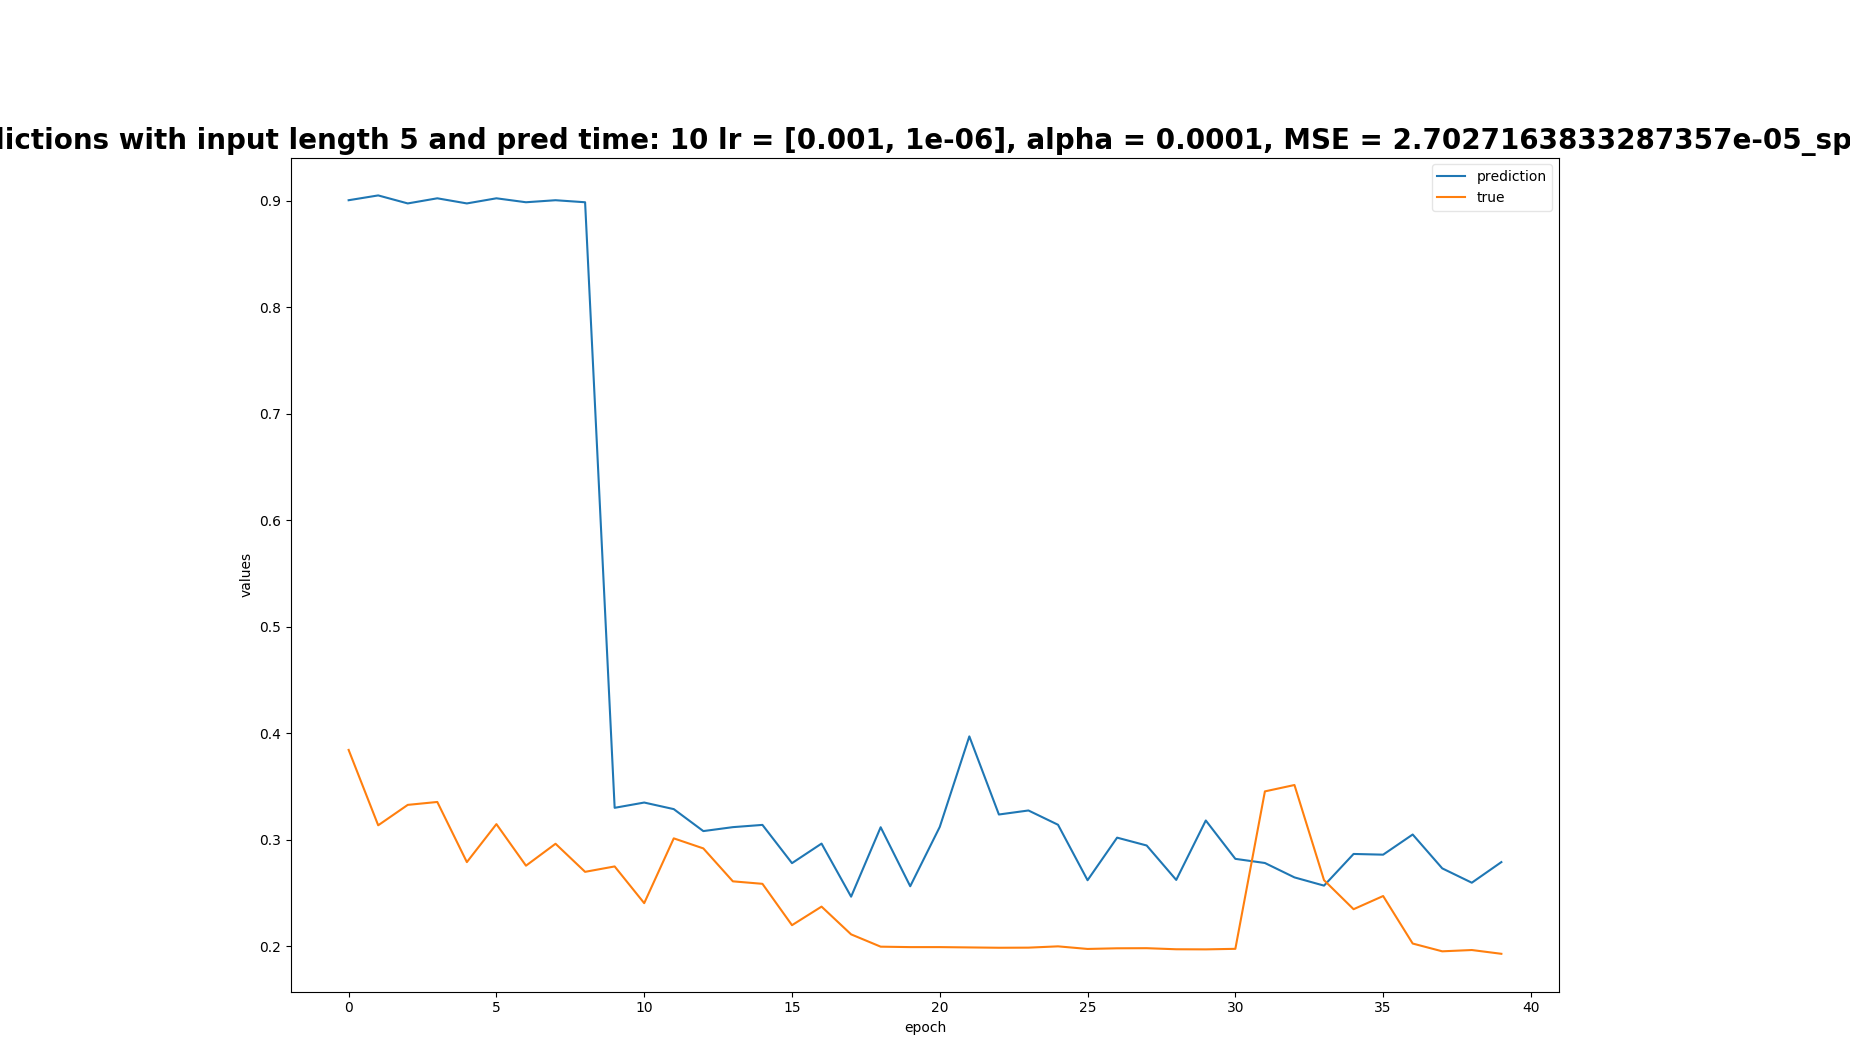 dictions with input length 5 and pred time: 10 lr = [0.001, 1e-06], alpha = 0.0001, MSE = 2.7027163833287357e-05_sp
prediction
true
0.9
0.8
0.7
0.6
0.5
0.4
0.3
0.2
values
0 5 10 15 20 25 30 35 40
epoch